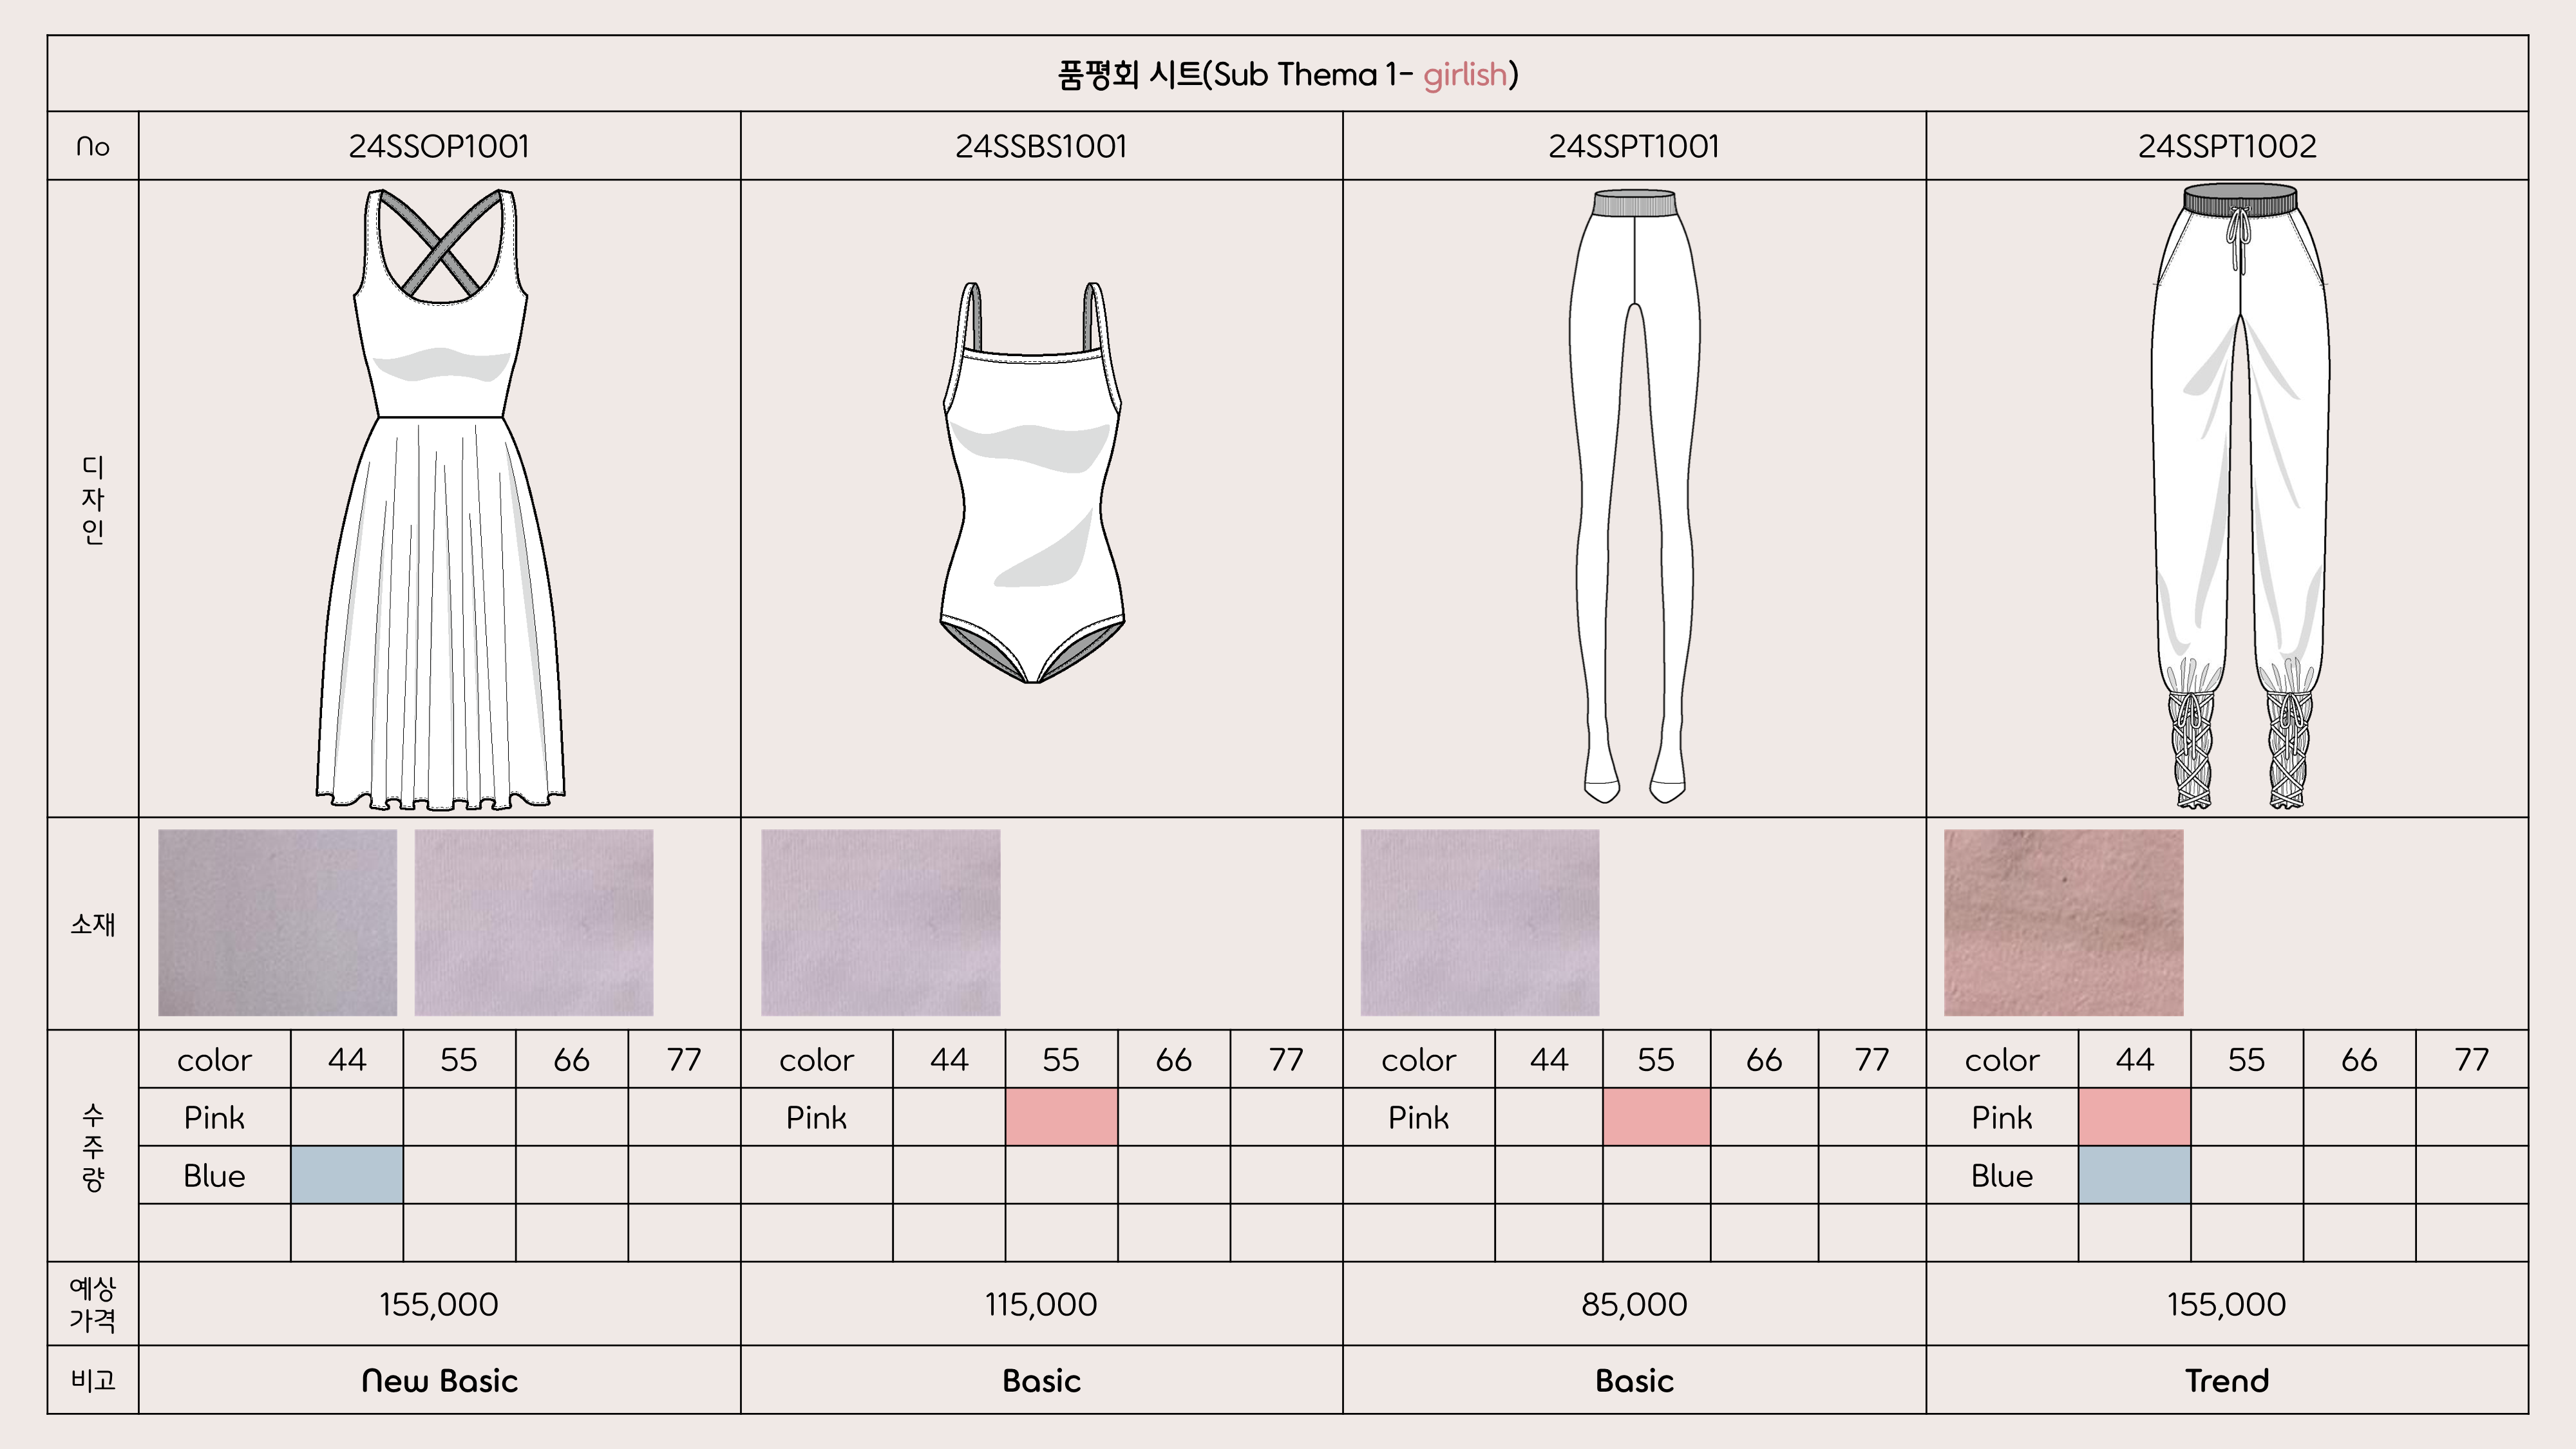 품평회 시트(Sub Thema 1- girlish)
No 24SSOP1001 24SSBS1001 24SSPT1001 24SSPT1002
디
자
인
소재
수
주
량
color 44 55 66 77 color 44 55 66 77 color 44 55 66 77 color 44 55 66 77
Pink Pink Pink Pink
Blue Blue
예상
가격
155,000 115,000 85,000 155,000
비고 New Basic Basic Basic Trend